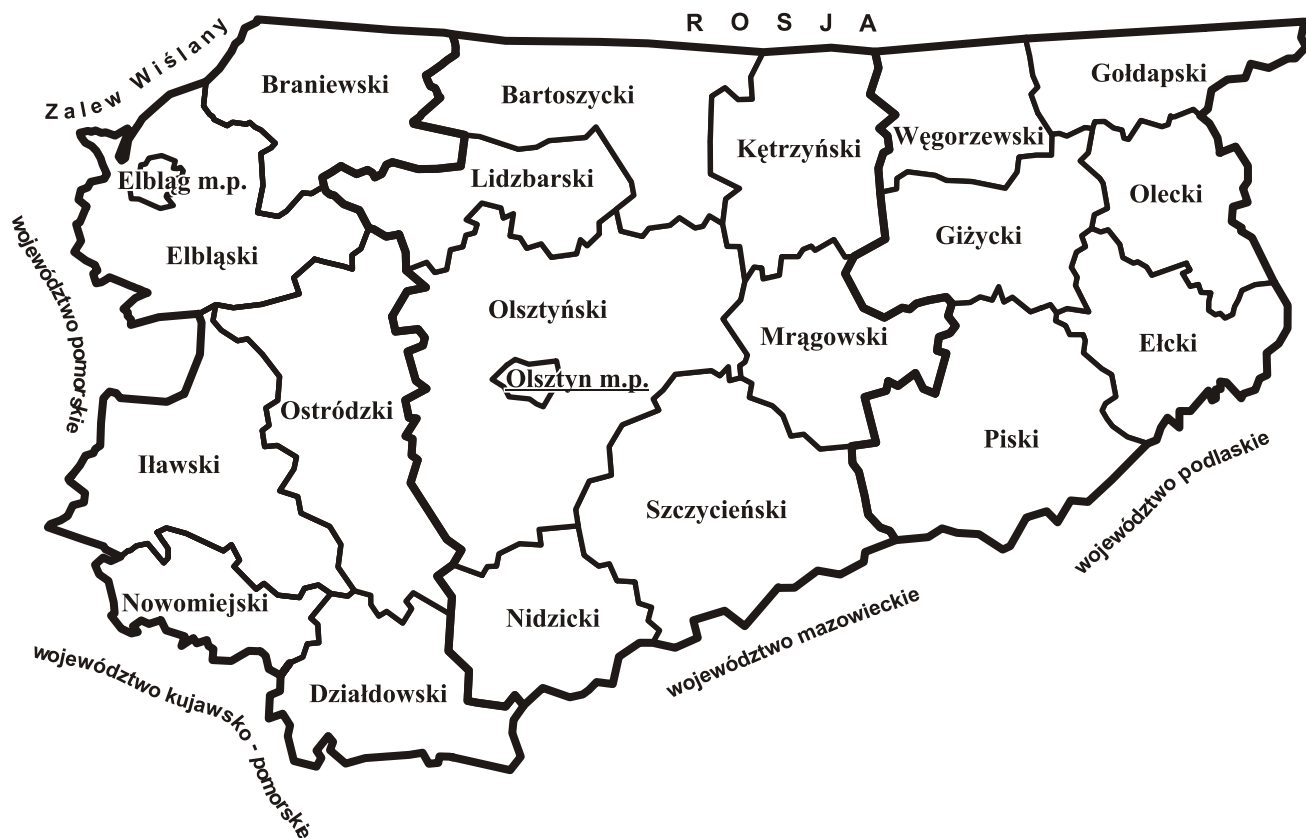 R O S J A
Zalew Wiślany
Braniewski
Bartoszycki
Gołdapski
Kętrzyński
Węgorzewski
Elbląg m.p.
Lidzbarski
Olecki
Elbląski
Giżycki
województwo pomorskie
Olsztyński
Mrągowski
Ełcki
Olsztyn m.p.
Ostródzki
Piski
Iławski
Szczycieński
województwo podlaskie
Nowomiejski
Nidzicki
województwo mazowieckie
Działdowski
województwo kujawsko - pomorskie